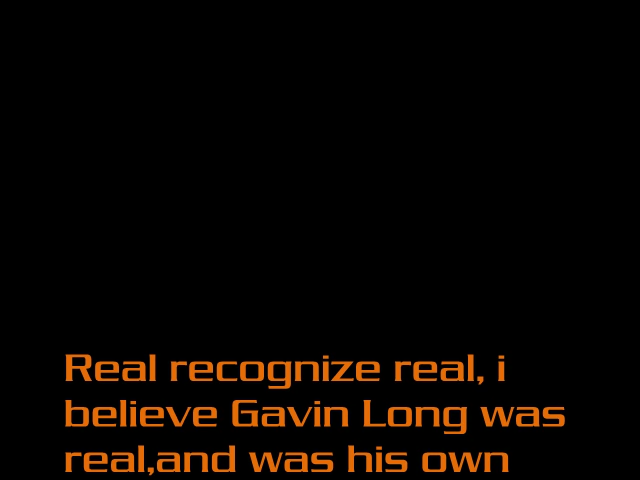 Real recognize real, i
believe Gavin Long was
real,and was his own